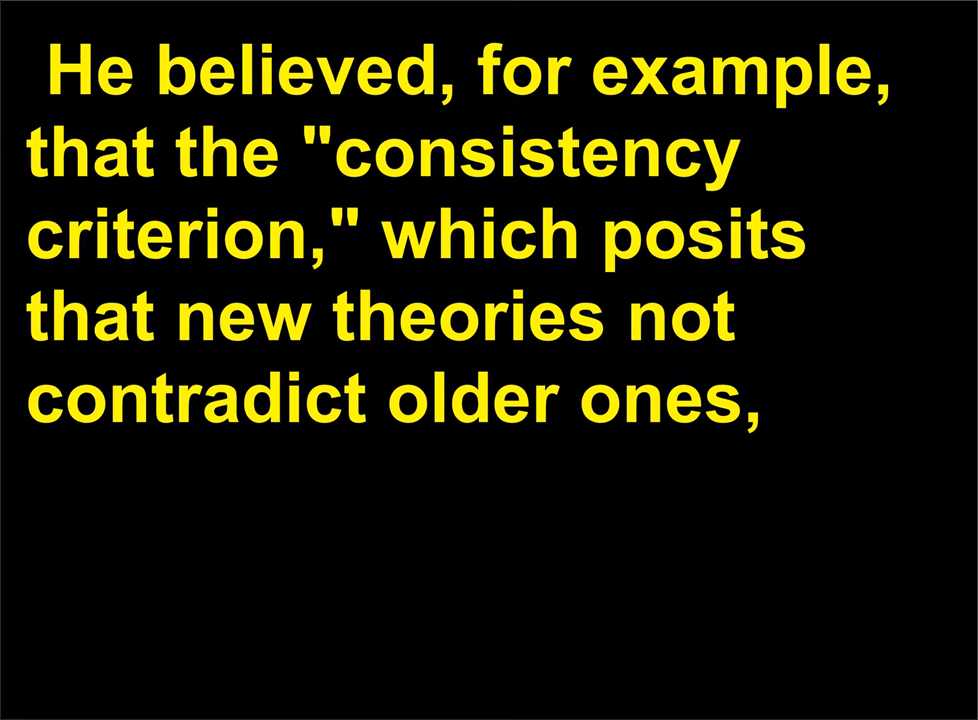 He believed, for example,
that the "consistency
criterion," which posits
that new theories not
contradict older ones,